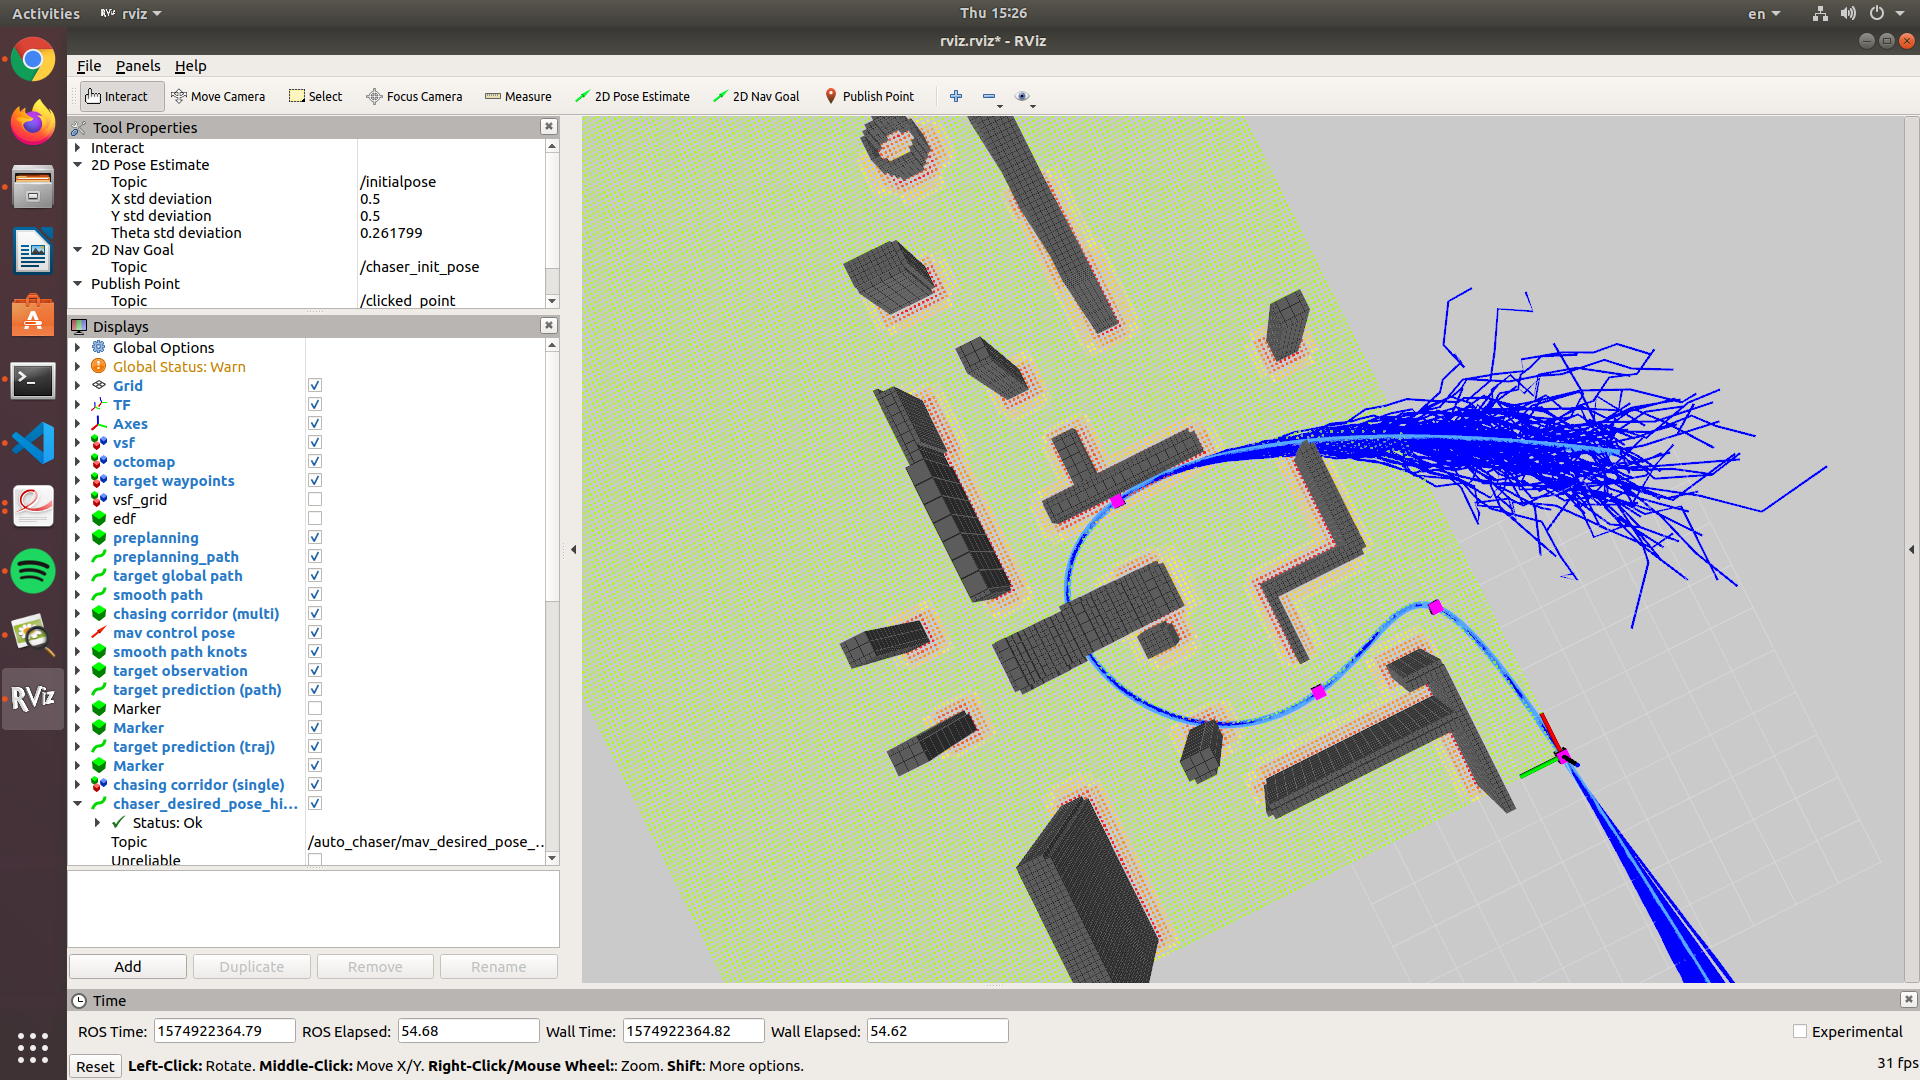 Activities
rviz
Thu 15:26
en
rviz.rviz* - RViz
File Panels Help
Interact Move Camera Select Focus Camera Measure 2D Pose Estimate 2D Nav Goal Publish Point
Tool Properties
Interact
2D Pose Estimate
Topic /initialpose
X std deviation 0.5
Y std deviation 0.5
Theta std deviation 0.261799
2D Nav Goal
Topic /chaser_init_pose
Publish Point
Topic /clicked_point
Displays
Global Options
Global Status: Warn
Grid
TF
Axes
vsf
octomap
target waypoints
vsf_grid
edf
preplanning
preplanning_path
target global path
smooth path
chasing corridor (multi)
mav control pose
smooth path knots
target observation
target prediction (path)
Marker
Marker
target prediction (traj)
Marker
chasing corridor (single)
chaser_desired_pose_hi...
Status: Ok
Topic /auto_chaser/mav_desired_pose_...
Unreliable
Add Duplicate Remove Rename
Time
ROS Time: 1574922364.79 ROS Elapsed: 54.68 Wall Time: 1574922364.82 Wall Elapsed: 54.62 Experimental
Reset Left-Click: Rotate. Middle-Click: Move X/Y. Right-Click/Mouse Wheel:: Zoom. Shift: More options. 31 fps
RViz